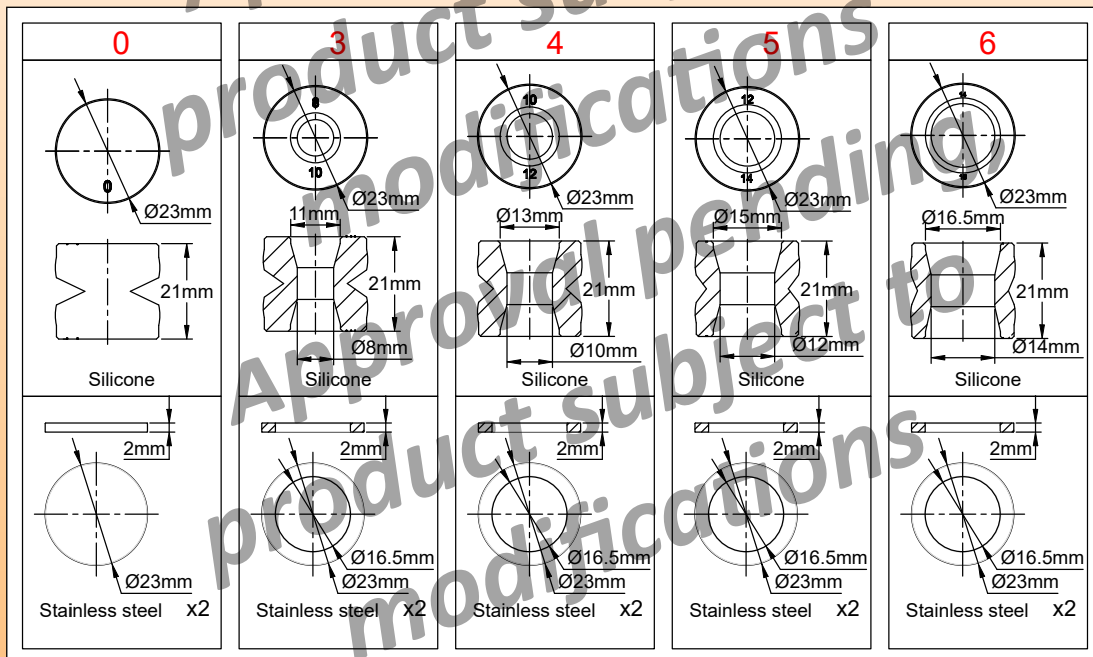 0
Ø23mm
0
21mm
Silicone
2mm
Ø23mm
Stainless steel x2
3
8
10
Ø23mm
11mm
21mm
Ø8mm
Silicone
2mm
Ø16.5mm
Ø23mm
Stainless steel x2
4
10
12
Ø23mm
Ø13mm
21mm
Ø10mm
Silicone
2mm
Ø16.5mm
Ø23mm
Stainless steel x2
5
12
14
Ø23mm
Ø15mm
21mm
Ø12mm
Silicone
2mm
Ø16.5mm
Ø23mm
Stainless steel x2
6
14
Ø23mm
Ø16.5mm
21mm
Ø14mm
Silicone
2mm
Ø16.5mm
Ø23mm
Stainless steel x2
product
modifications
Approval pending,
product subject to
modifications